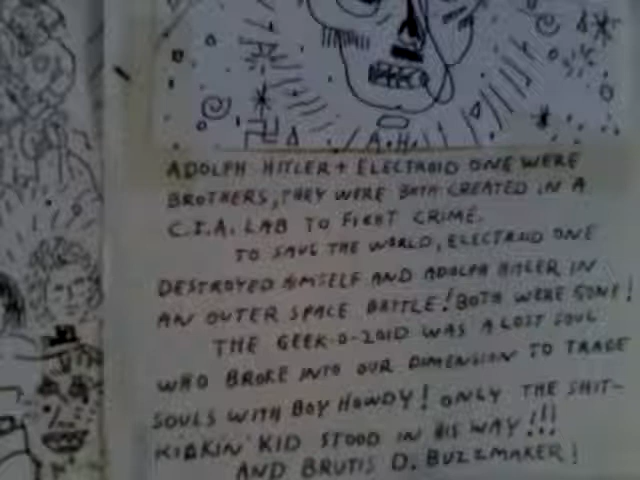 A.H.
ADOLPH HITLER + ELECTROID ONE WERE
BROTHERS, THEY WERE BOTH CREATED IN A
C.I.A. LAB TO FIGHT CRIME.
TO SAVE THE WORLD, ELECTROID ONE
DESTROYED HIMSELF AND ADOLPH HITLER IN
AN OUTER SPACE BATTLE! BOTH WERE GONE!
THE GEEK-O-ZOID WAS A LOST SOUL
WHO BROKE INTO OUR DIMENSION TO TRADE
SOULS WITH BOY HOWDY! ONLY THE SHIT-
KICKIN' KID STOOD IN HIS WAY!!!
AND BRUTIS D. BUZZMAKER!